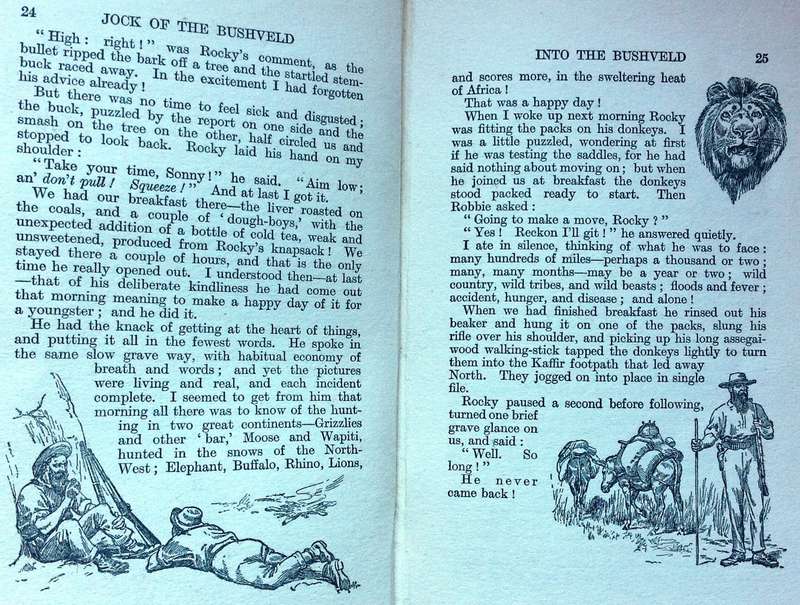 24
JOCK OF THE BUSHVELD
“High: right!” was Rocky's comment, as the
bullet ripped the bark off a tree and the startled stem-
buck raced away. In the excitement I had forgotten
his advice already!
But there was no time to feel sick and disgusted;
the buck, puzzled by the report on one side and the
smash on the tree on the other, half circled us and
stopped to look back. Rocky laid his hand on my
shoulder:
“Take your time, Sonny!” he said. “Aim low;
an' don't pull! Squeeze!” And at last I got it.
We had our breakfast there—the liver roasted on
the coals, and a couple of ‘dough-boys,’ with the
unexpected addition of a bottle of cold tea, weak and
unsweetened, produced from Rocky's knapsack! We
stayed there a couple of hours, and that is the only
time he really opened out. I understood then—at last
—that of his deliberate kindliness he had come out
that morning meaning to make a happy day of it for
a youngster; and he did it.
He had the knack of getting at the heart of things,
and putting it all in the fewest words. He spoke in
the same slow grave way, with habitual economy of
breath and words; and yet the pictures
were living and real, and each incident
complete. I seemed to get from him that
morning all there was to know of the hunt-
ing in two great continents—Grizzlies
and other ‘bar,’ Moose and Wapiti,
hunted in the snows of the North-
West; Elephant, Buffalo, Rhino, Lions,
INTO THE BUSHVELD
25
and scores more, in the sweltering heat
of Africa!
That was a happy day!
When I woke up next morning Rocky
was fitting the packs on his donkeys. I
was a little puzzled, wondering at first
if he was testing the saddles, for he had
said nothing about moving on; but when
he joined us at breakfast the donkeys
stood packed ready to start. Then
Robbie asked:
“Going to make a move, Rocky?”
“Yes! Reckon I'll git!” he answered quietly.
I ate in silence, thinking of what he was to face:
many hundreds of miles—perhaps a thousand or two;
many, many months—may be a year or two; wild
country, wild tribes, and wild beasts; floods and fever;
accident, hunger, and disease; and alone!
When we had finished breakfast he rinsed out his
beaker and hung it on one of the packs, slung his
rifle over his shoulder, and picking up his long assegai-
wood walking-stick tapped the donkeys lightly to turn
them into the Kaffir footpath that led away
North. They jogged on into place in single
file.
Rocky paused a second before following,
turned one brief
grave glance on
us, and said:
“Well. So
long!”
He never
came back!